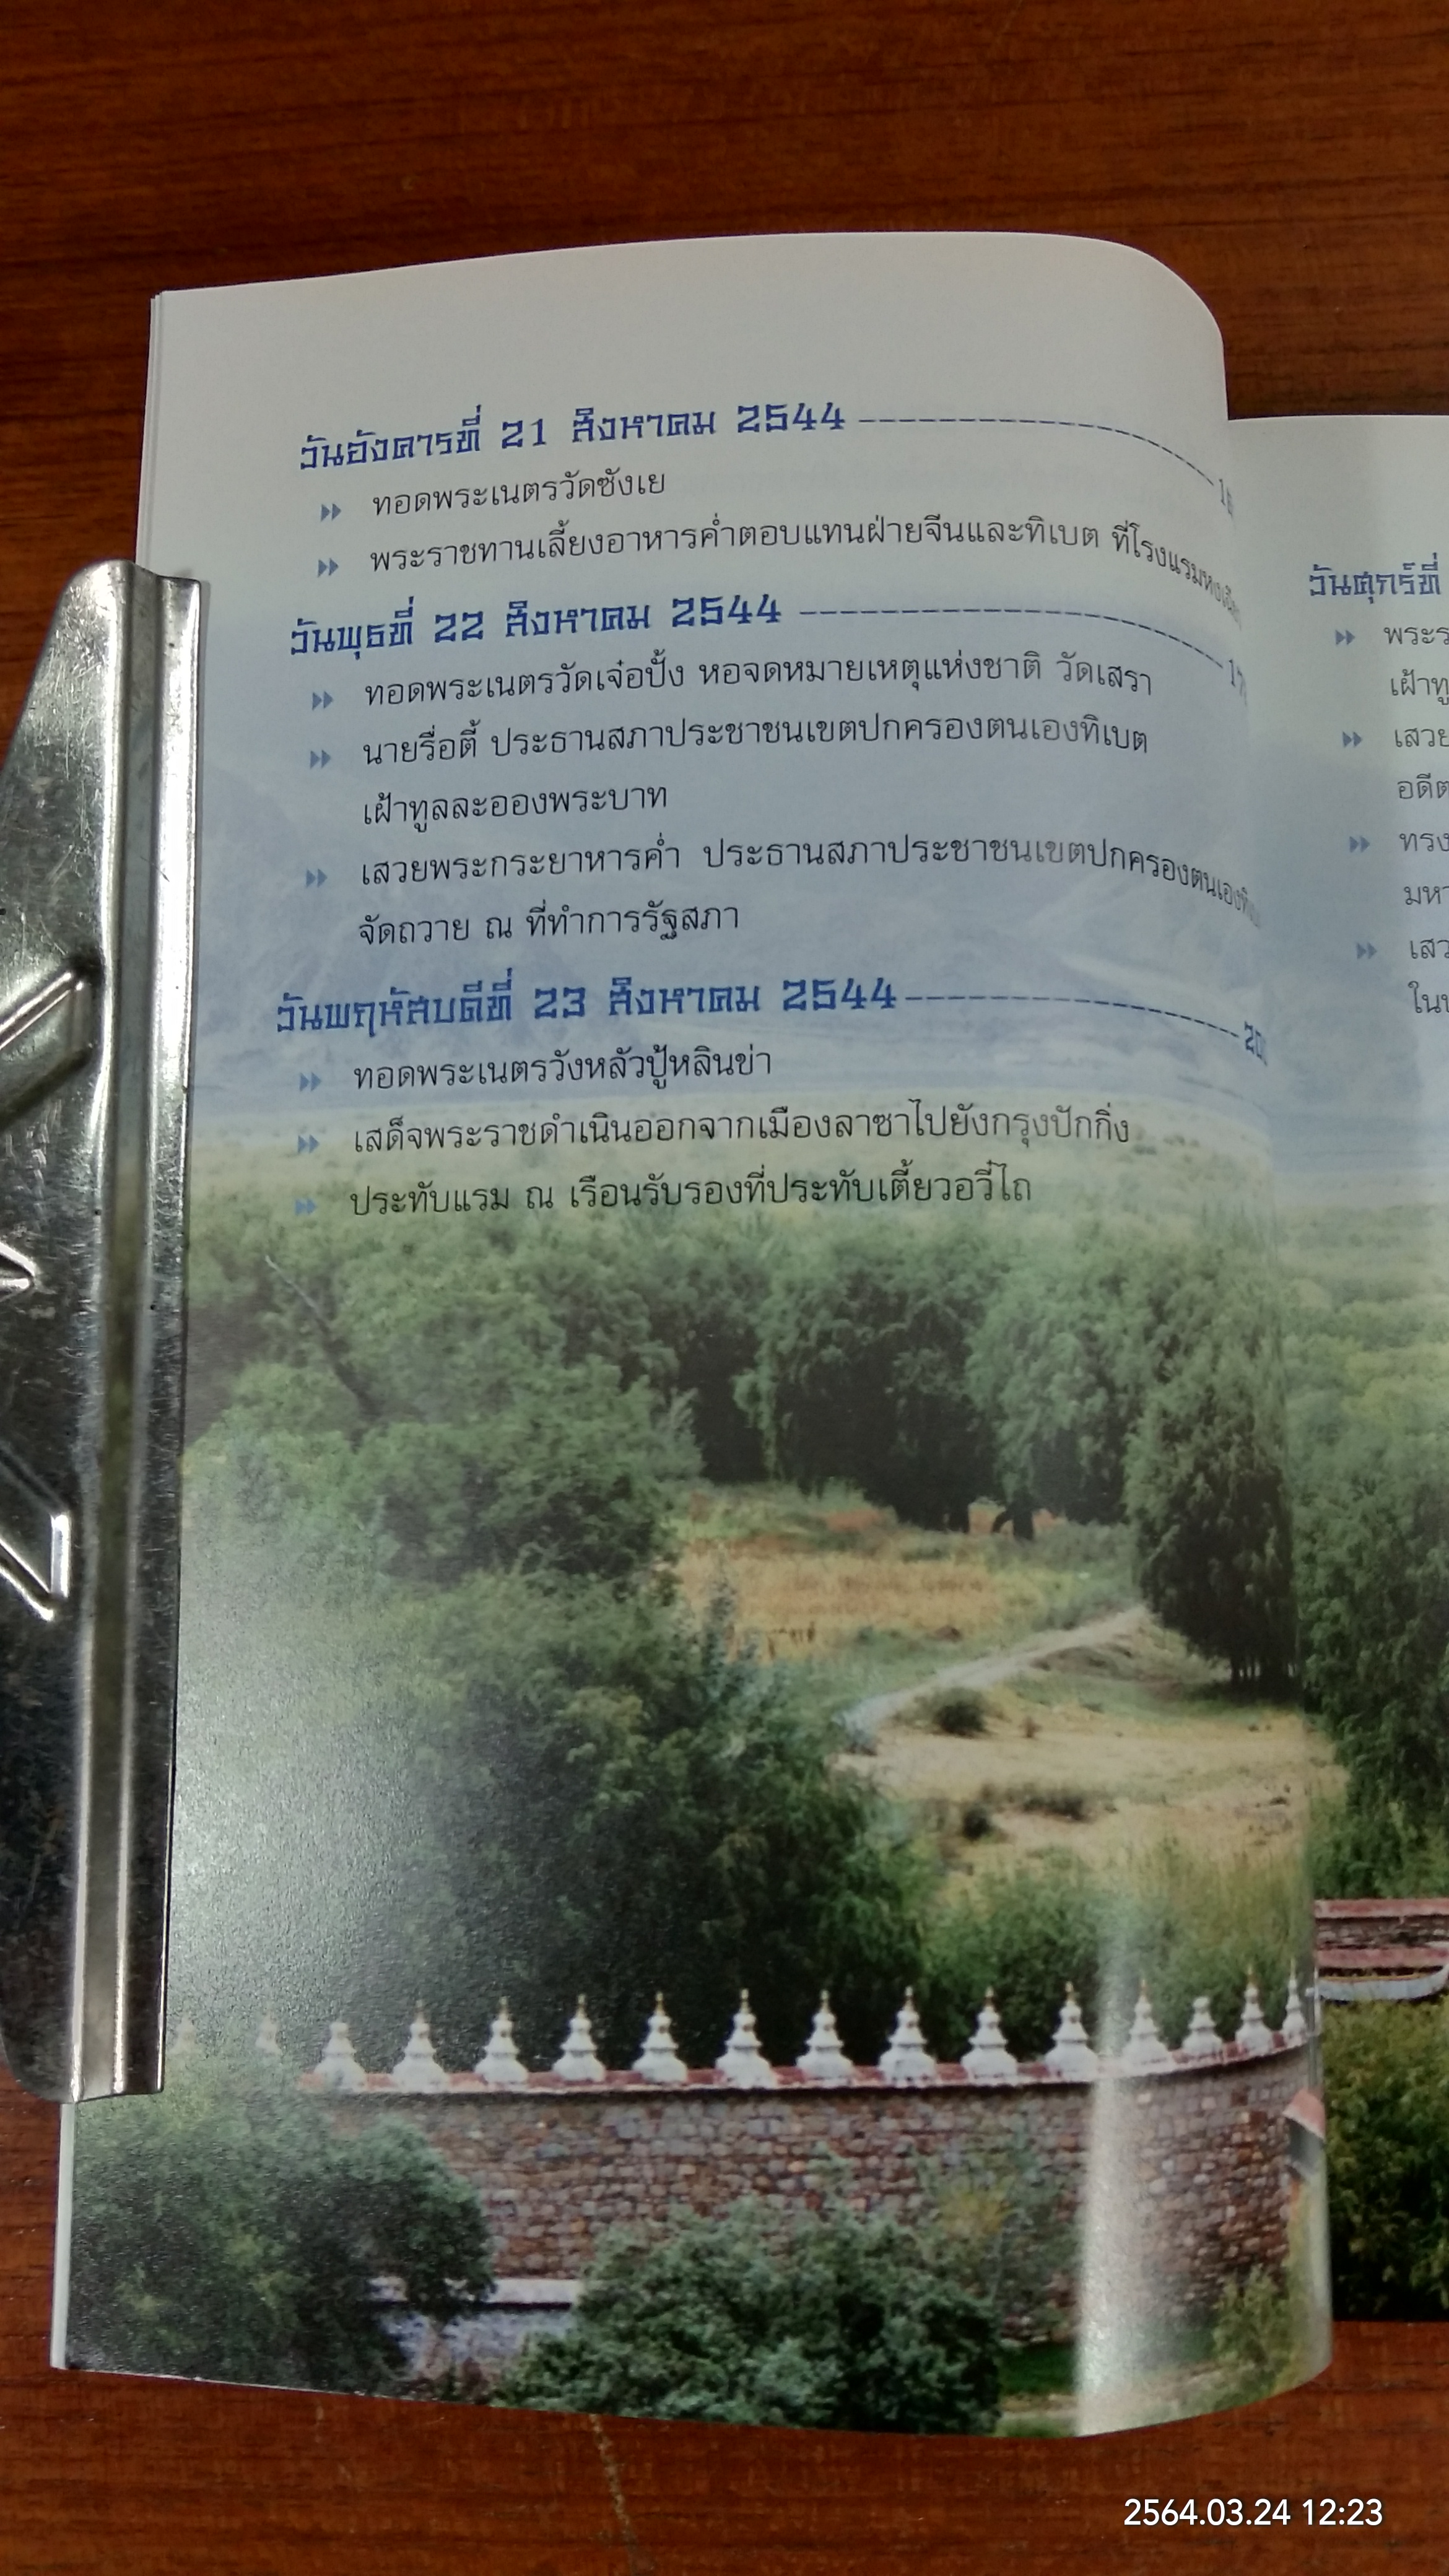 วันอังคารที่ 21 สิงหาคม 2544
ทอดพระเนตรวัดซังเย
พระราชทานเลี้ยงอาหารค่ำตอบแทนฝ่ายจีนและทิเบต ที่โรงแรม
วันพุธที่ 22 สิงหาคม 2544
ทอดพระเนตรวัดเจ๋อปั้ง หอจดหมายเหตุแห่งชาติ วัดเสรา
นายรื่อตี้ ประธานสภาประชาชนเขตปกครองตนเองทิเบต
เฝ้าทูลละอองพระบาท
เสวยพระกระยาหารค่ำ ประธานสภาประชาชนเขตปกครองตนเอง
จัดถวาย ณ ที่ทำการรัฐสภา
วันพฤหัสบดีที่ 23 สิงหาคม 2544
ทอดพระเนตรวังหลัวปู้หลินข่า
เสด็จพระราชดำเนินออกจากเมืองลาซาไปยังกรุงปักกิ่ง
ประทับแรม ณ เรือนรับรองที่ประทับเตี้ยวอวี๋ไถ
วันศุกร์ที่
2564.03.24 12:23